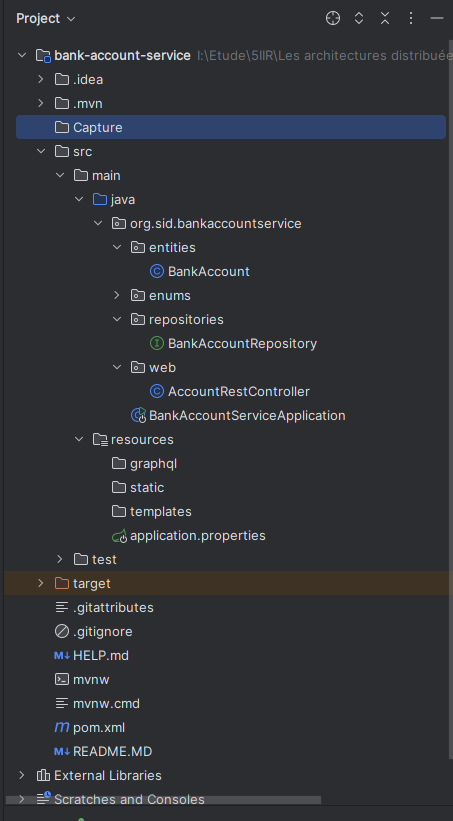 Project
bank-account-service I:\Etude\5IIR\Les architectures distribuée
.idea
.mvn
Capture
src
main
java
org.sid.bankaccountservice
entities
BankAccount
enums
repositories
BankAccountRepository
web
AccountRestController
BankAccountServiceApplication
resources
graphql
static
templates
application.properties
test
target
.gitattributes
.gitignore
HELP.md
mvnw
mvnw.cmd
pom.xml
README.MD
External Libraries
Scratches and Consoles